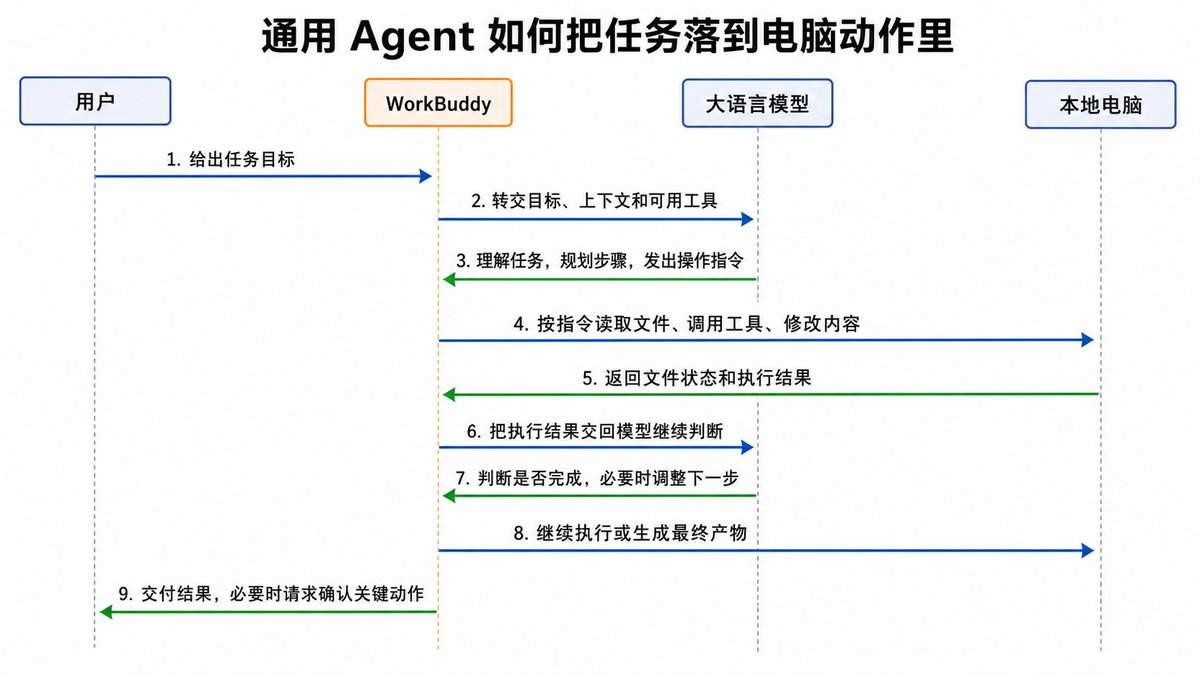 通用 Agent 如何把任务落到电脑动作里
用户
WorkBuddy
大语言模型
本地电脑
1. 给出任务目标
2. 转交目标、上下文和可用工具
3. 理解任务，规划步骤，发出操作指令
4. 按指令读取文件、调用工具、修改内容
5. 返回文件状态和执行结果
6. 把执行结果交回模型继续判断
7. 判断是否完成，必要时调整下一步
8. 继续执行或生成最终产物
9. 交付结果，必要时请求确认关键动作